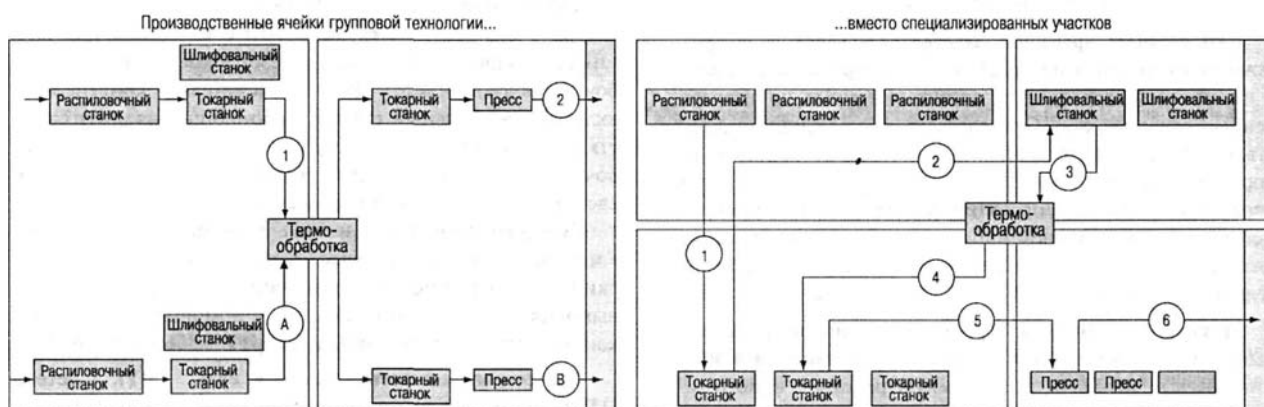 Производственные ячейки групповой технологии...
Шлифовальный
станок
Распиловочный
станок
Токарный
станок
1
Термо-
обработка
Шлифовальный
станок
А
Распиловочный
станок
Токарный
станок
Токарный
станок
Пресс
2
Токарный
станок
Пресс
В
...вместо специализированных участков
Распиловочный
станок
Распиловочный
станок
Распиловочный
станок
Шлифовальный
станок
Шлифовальный
станок
2
3
Термо-
обработка
1
4
5
6
Токарный
станок
Токарный
станок
Токарный
станок
Пресс
Пресс